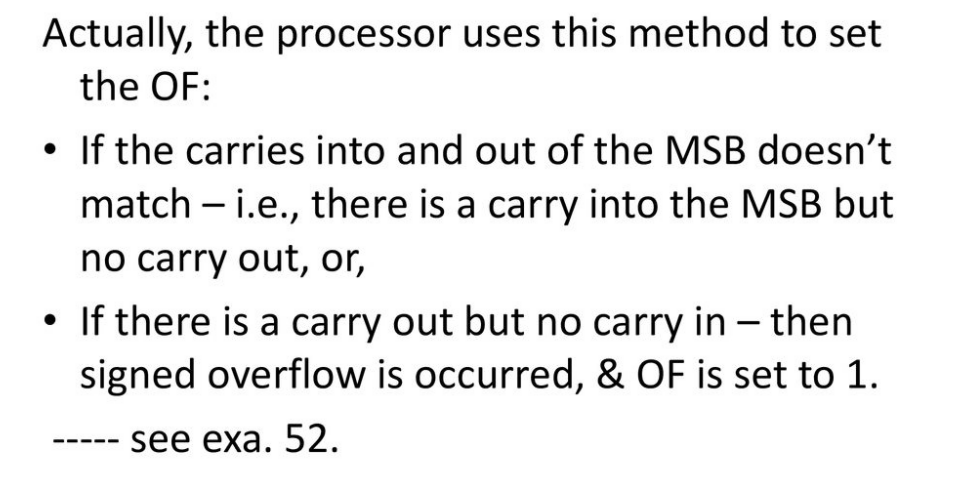 Actually, the processor uses this method to set
the OF:
• If the carries into and out of the MSB doesn’t
match – i.e., there is a carry into the MSB but
no carry out, or,
• If there is a carry out but no carry in – then
signed overflow is occurred, & OF is set to 1.
----- see exa. 52.